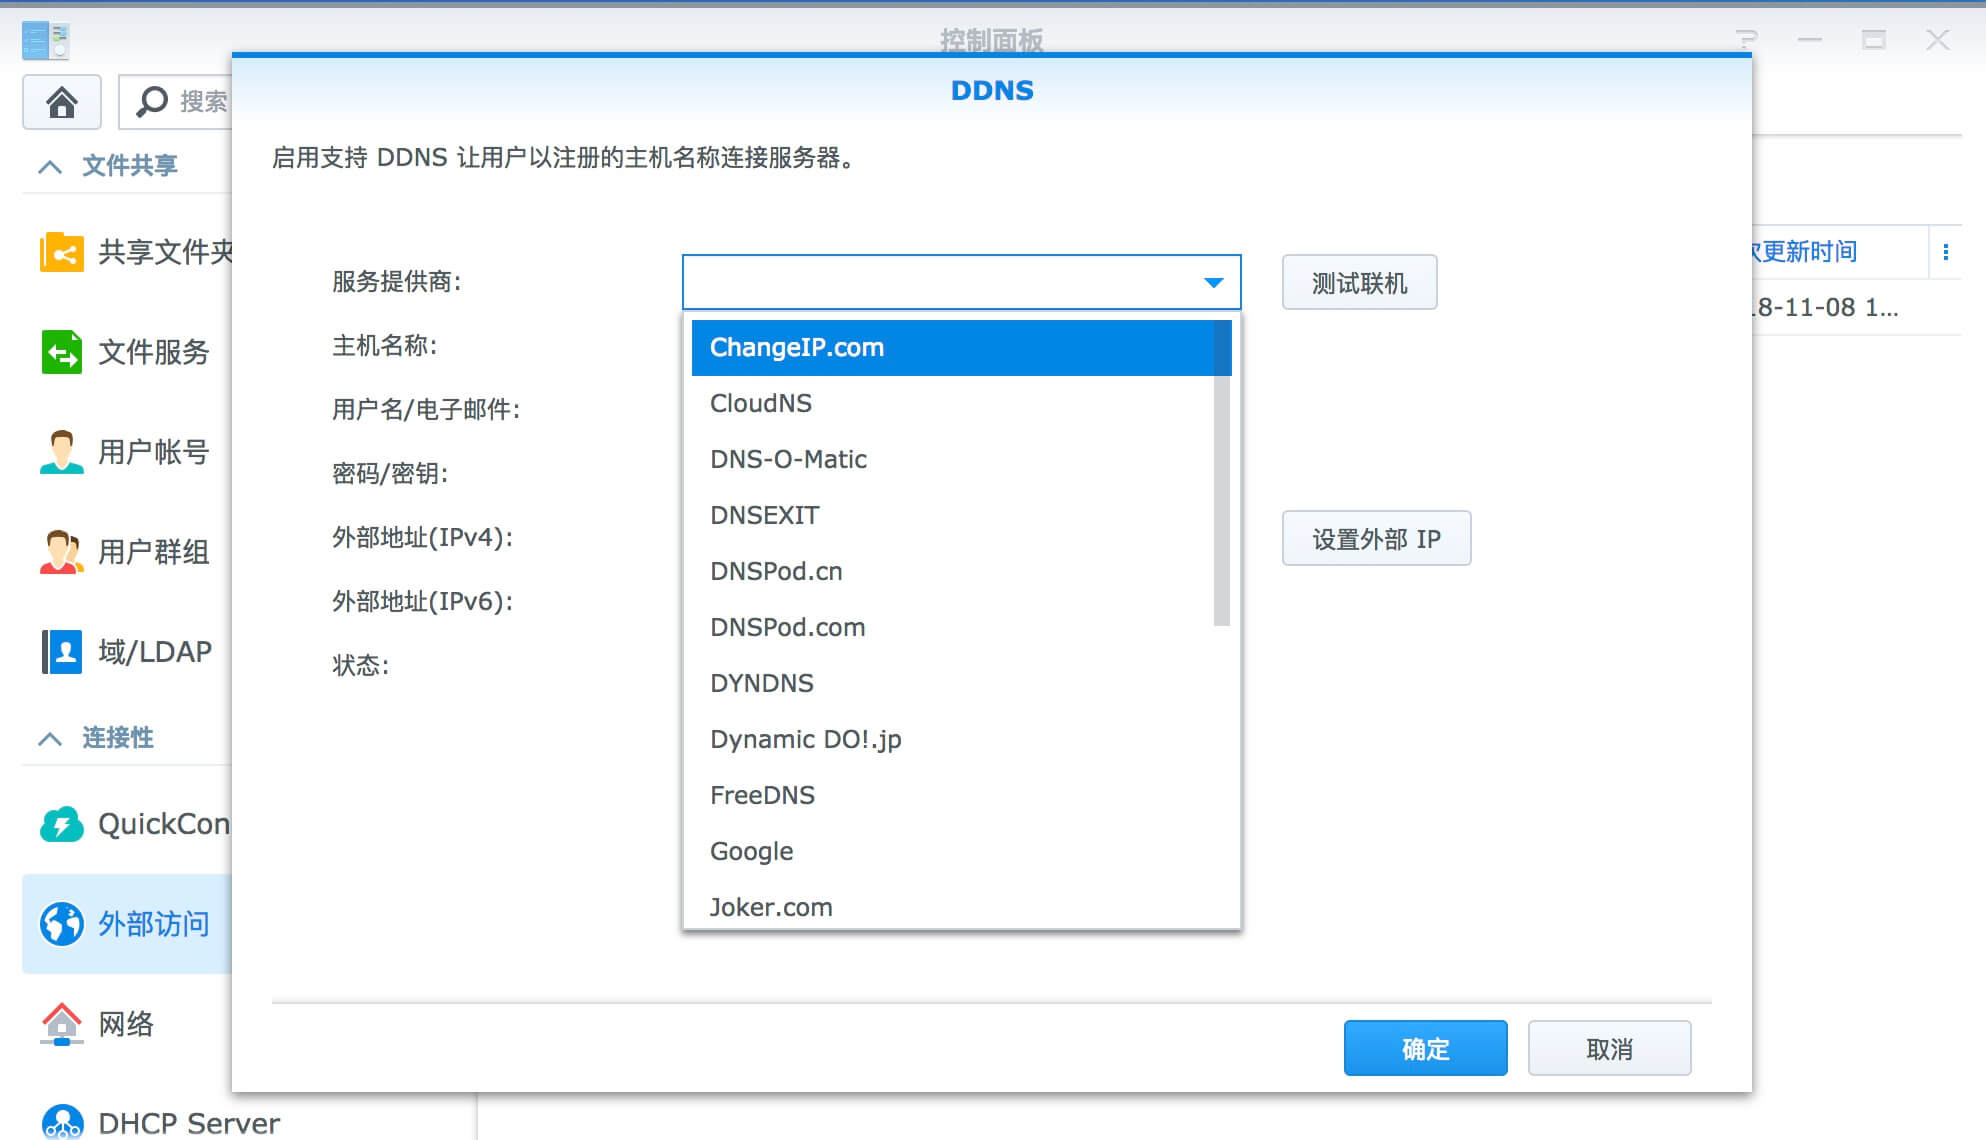 控制面板
搜索
文件共享
共享文件夹
文件服务
用户帐号
用户群组
域/LDAP
连接性
QuickCon
外部访问
网络
DHCP Server
DDNS
启用支持 DDNS 让用户以注册的主机名称连接服务器。
服务提供商:
测试联机
主机名称:
用户名/电子邮件:
密码/密钥:
外部地址(IPv4):
设置外部 IP
外部地址(IPv6):
状态:
ChangeIP.com
CloudNS
DNS-O-Matic
DNSEXIT
DNSPod.cn
DNSPod.com
DYNDNS
Dynamic DO!.jp
FreeDNS
Google
Joker.com
确定
取消
次更新时间
8-11-08 1...